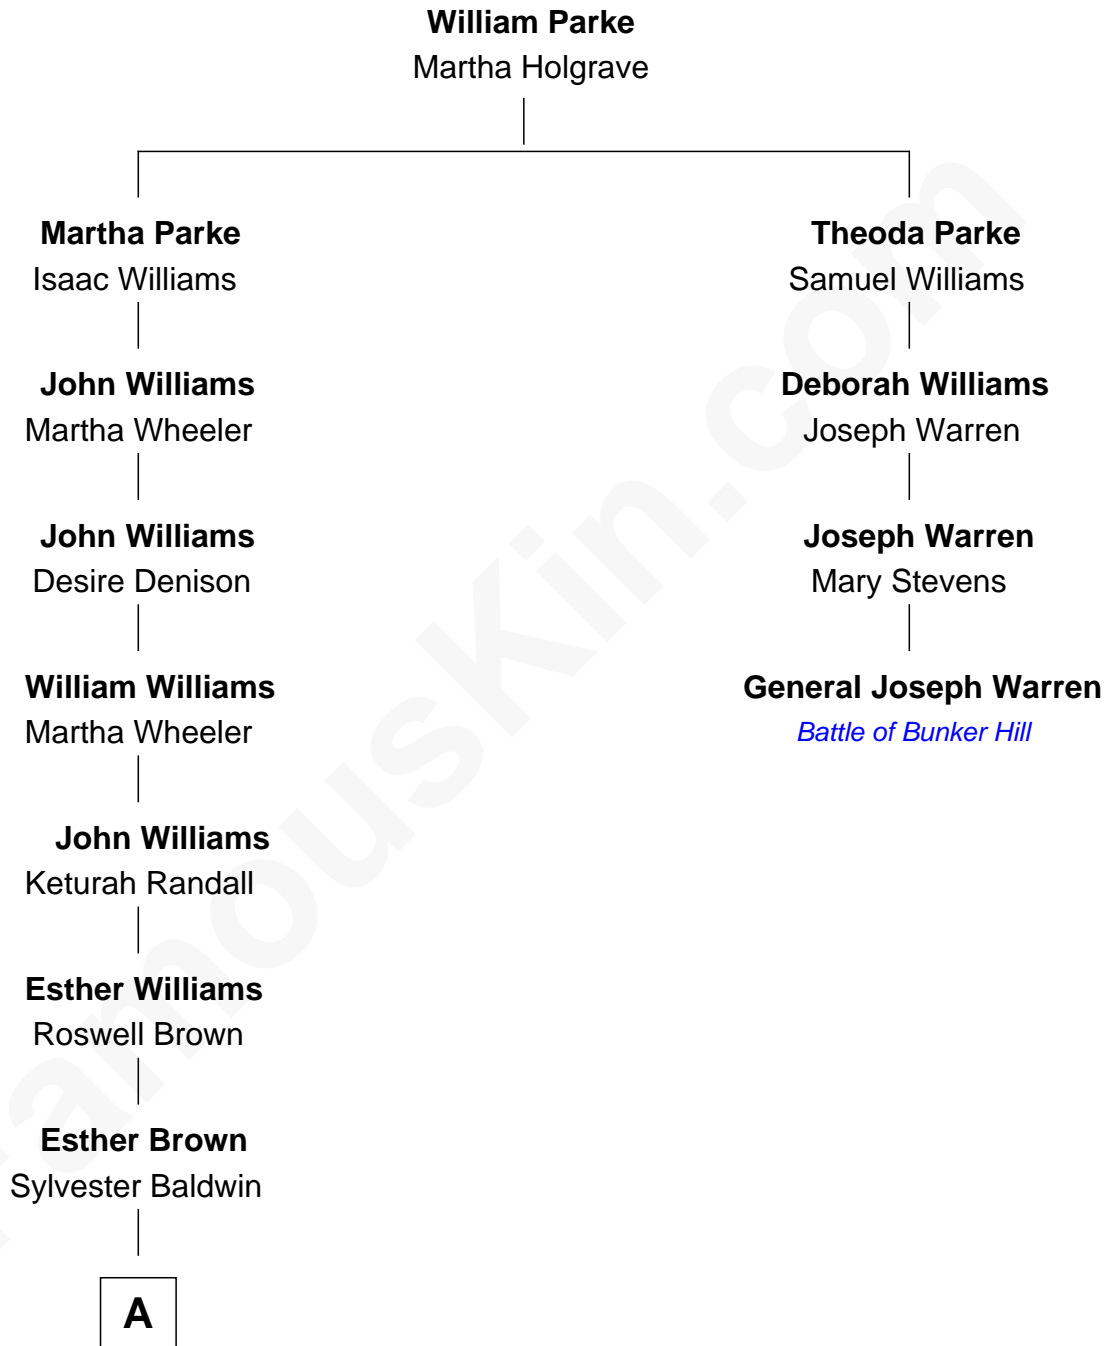 William Parke
Martha Holgrave
Martha Parke
Isaac Williams
John Williams
Martha Wheeler
John Williams
Desire Denison
William Williams
Martha Wheeler
John Williams
Keturah Randall
Esther Williams
Roswell Brown
Esther Brown
Sylvester Baldwin
A
Theoda Parke
Samuel Williams
Deborah Williams
Joseph Warren
Joseph Warren
Mary Stevens
General Joseph Warren
Battle of Bunker Hill
FamousKin.com